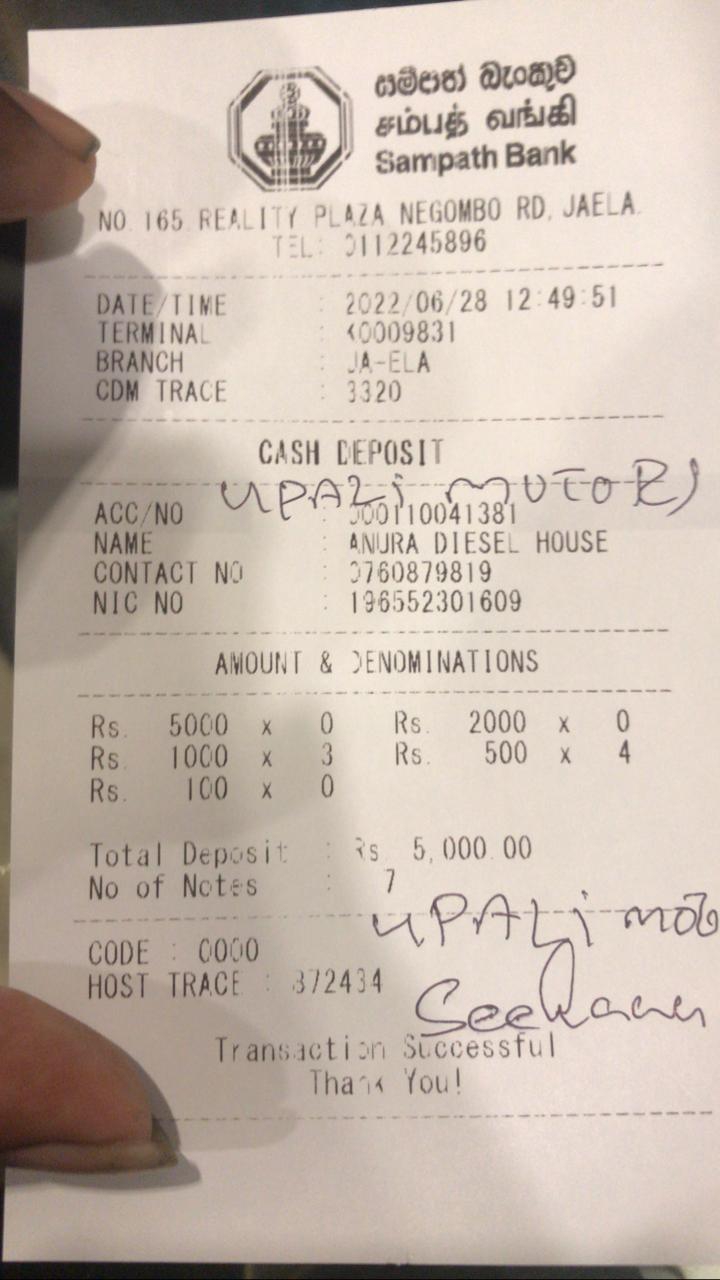 සම්පත් බැංකුව
சம்பத் வங்கி
Sampath Bank
NO. 165 REALITY PLAZA NEGOMBO RD, JAELA.
TEL: 0112245896
DATE/TIME : 2022/06/28 12:49:51
TERMINAL : 40009831
BRANCH : JA-ELA
CDM TRACE : 3320
CASH DEPOSIT
UPALi MUTORS
ACC/NO : 000110041381
NAME : ANURA DIESEL HOUSE
CONTACT NO : 0760879819
NIC NO : 196552301609
AMOUNT & DENOMINATIONS
Rs. 5000 x 0 Rs. 2000 x 0
Rs. 1000 x 3 Rs. 500 x 4
Rs. 100 x 0
Total Deposit : Rs. 5,000.00
No of Notes : 7
UPALi
CODE : 0000
HOST TRACE : 372434
Transaction Successful
Thank You!